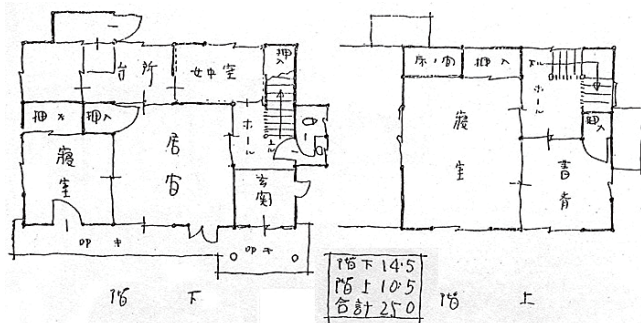 押入
台所
女中室
押入
押入
ホール
上ル
寝室
居間
玄関
階下
床ノ間
押入
ホール
押入
寝室
書斎
階下 14.5
階上 10.5
合計 25.0
階上